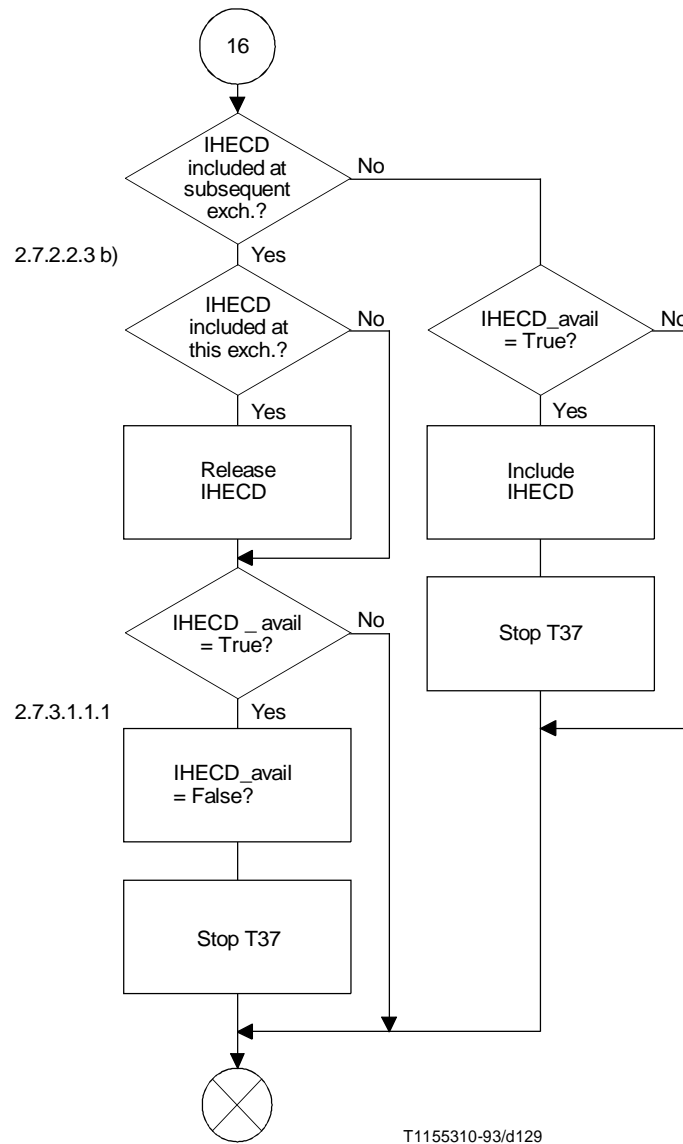 16
IHECD
included at
subsequent
exch.?
No
2.7.2.2.3 b)
Yes
IHECD
included at
this exch.?
No
IHECD_avail
= True?
No
Yes
Yes
Release
IHECD
Include
IHECD
IHECD _ avail
= True?
No
Stop T37
2.7.3.1.1.1
Yes
IHECD_avail
= False?
Stop T37
T1155310-93/d129